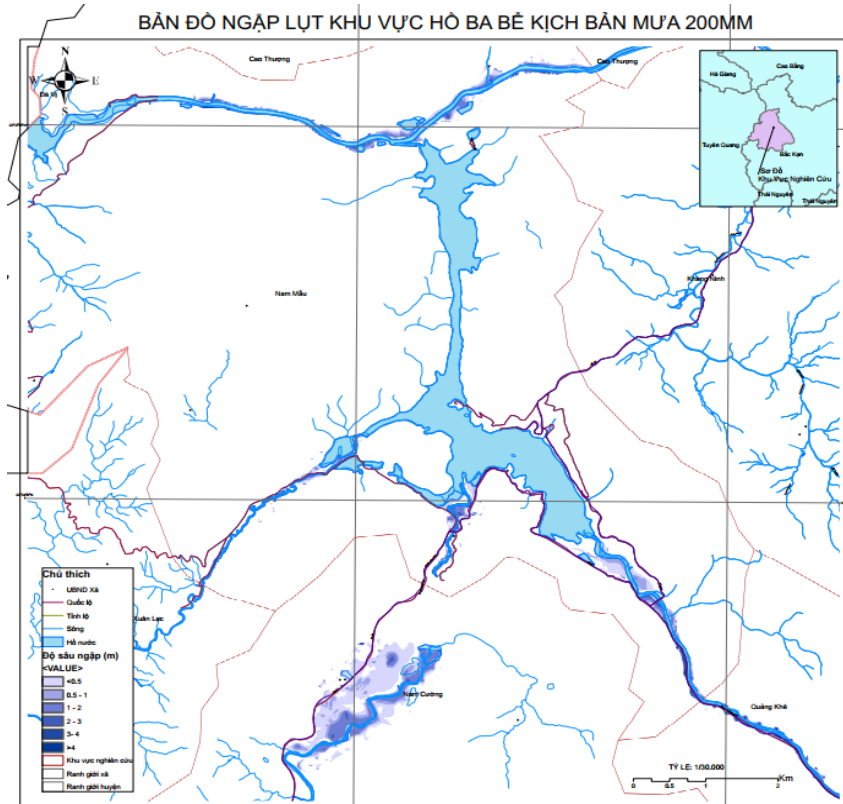 BẢN ĐỒ NGẬP LỤT KHU VỰC HỒ BA BỂ KỊCH BẢN MƯA 200MM
N
W E
S
Đà Vị
Cao Thượng
Cao Thượng
Hà Giang
Cao Bằng
Tuyên Quang
Bắc Kạn
Sơ Đồ
Khu Vực Nghiên Cứu
Thái Nguyên
Thái Nguyên
Khang Ninh
Nam Mẫu
Xuân Lạc
Nam Cường
Quảng Khê
Chú thích
UBND Xã
Quốc lộ
Tỉnh lộ
Sông
Hồ nước
Độ sâu ngập (m)
<VALUE>
<0.5
0.5 - 1
1 - 2
2 - 3
3- 4
>4
Khu vực nghiên cứu
Ranh giới xã
Ranh giới huyện
TỶ LỆ: 1/30.000
0 0.5 1 2
Km